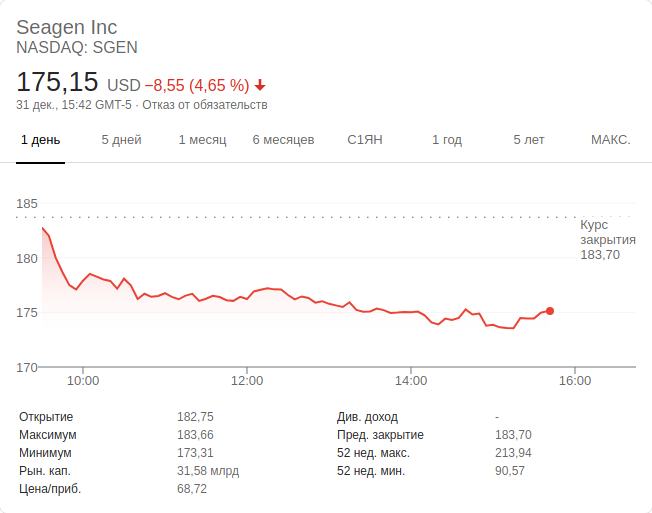 Seagen Inc
NASDAQ: SGEN
175,15 USD −8,55 (4,65 %)
31 дек., 15:42 GMT-5 · Отказ от обязательств
1 день 5 дней 1 месяц 6 месяцев С1ЯН 1 год 5 лет МАКС.
185
Курс
закрытия
183,70
180
175
170
10:00 12:00 14:00 16:00
Открытие 182,75 Див. доход -
Максимум 183,66 Пред. закрытие 183,70
Минимум 173,31 52 нед. макс. 213,94
Рын. кап. 31,58 млрд 52 нед. мин. 90,57
Цена/приб. 68,72